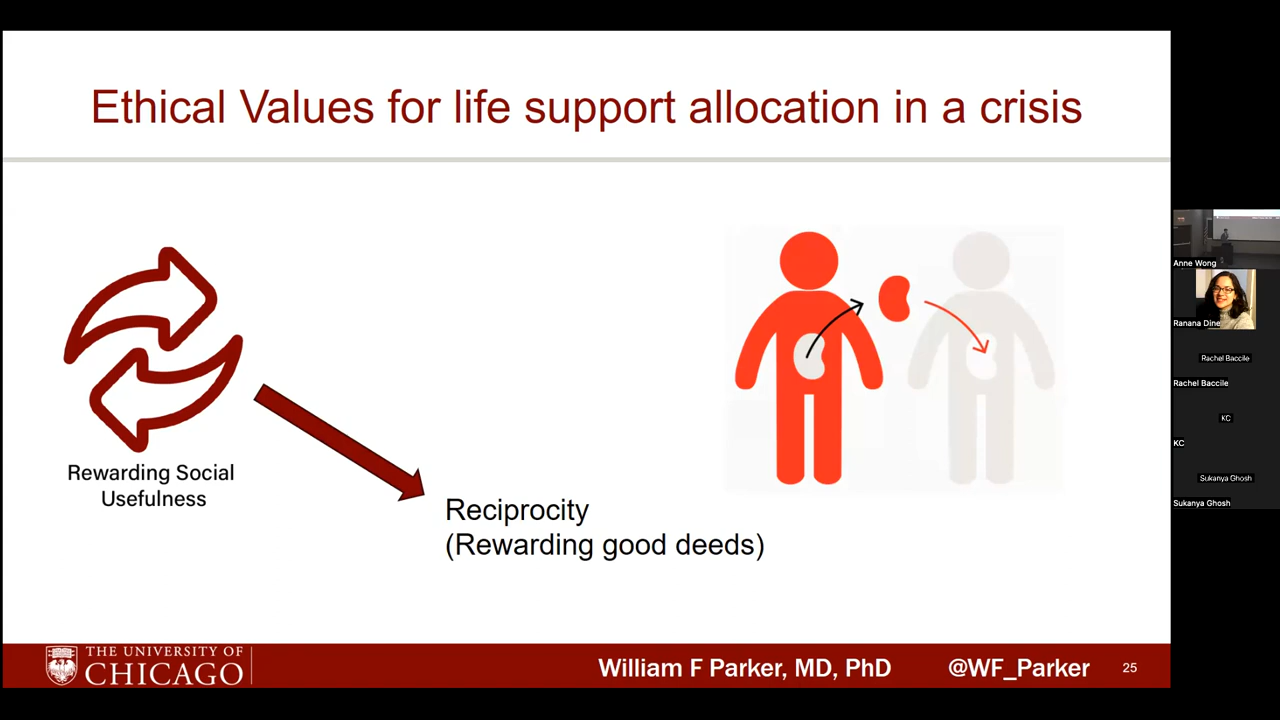 Ethical Values for life support allocation in a crisis
Rewarding Social
Usefulness
Reciprocity
(Rewarding good deeds)
THE UNIVERSITY OF
CHICAGO
William F Parker, MD, PhD
@WF_Parker
25
Anne Wong
Ranana Dine
Rachel Baccile
Rachel Baccile
KC
KC
Sukanya Ghosh
Sukanya Ghosh